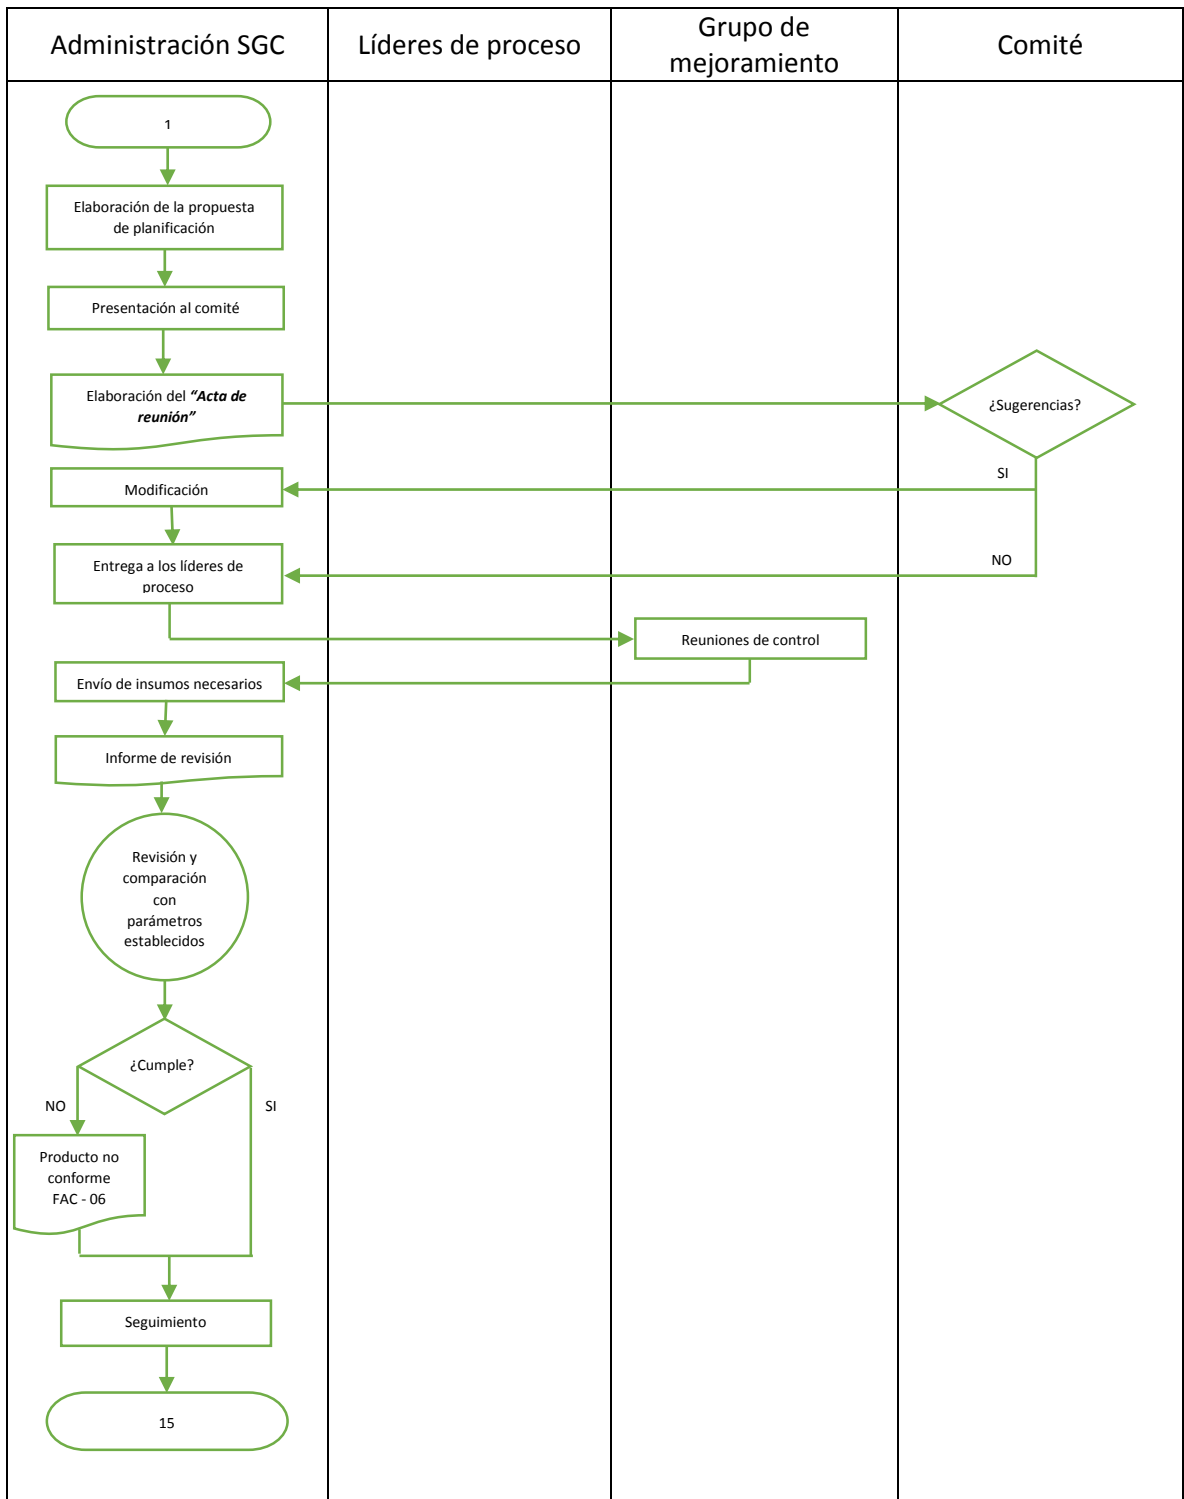 Administración SGC
Líderes de proceso
Grupo de
mejoramiento
Comité
1
Elaboración de la propuesta
de planificación
Presentación al comité
Elaboración del “Acta de
reunión”
¿Sugerencias?
SI
Modificación
NO
Entrega a los líderes de
proceso
Reuniones de control
Envío de insumos necesarios
Informe de revisión
Revisión y
comparación
con
parámetros
establecidos
¿Cumple?
NO
SI
Producto no
conforme
FAC - 06
Seguimiento
15